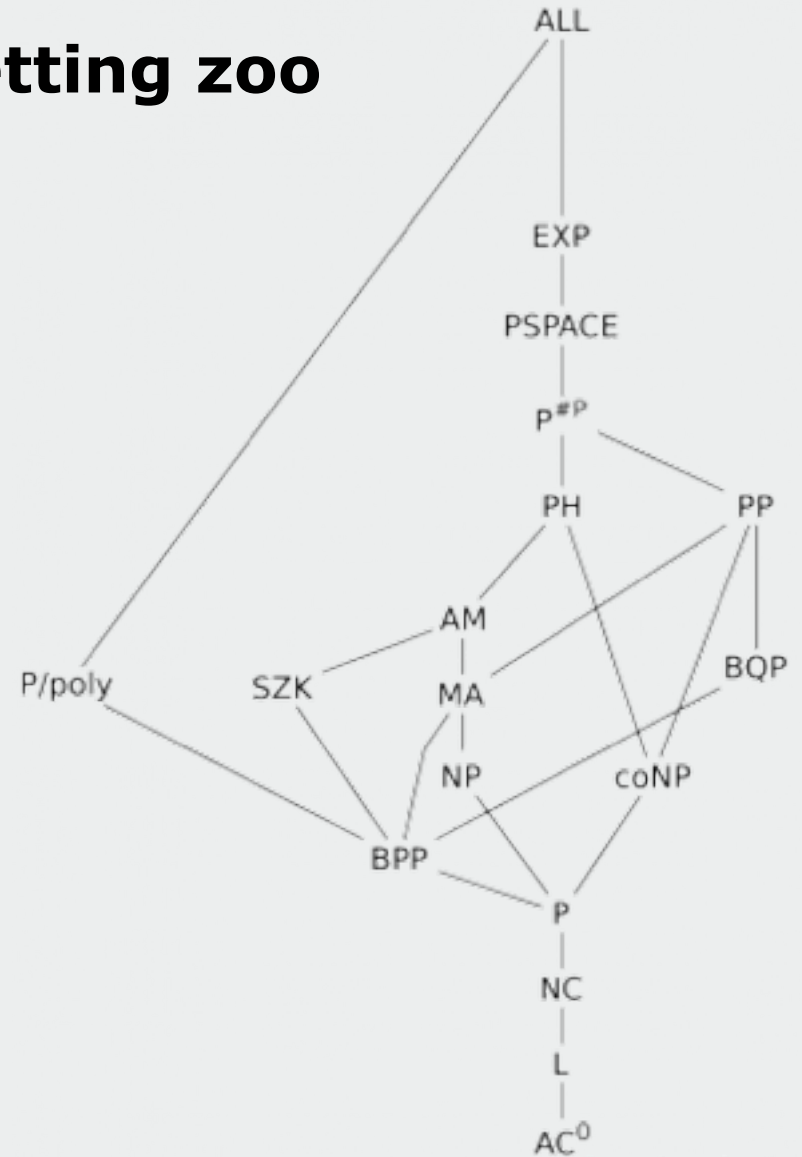 ALL
tting zoo
EXP
PSPACE
P#P
PH PP
AM
BQP
P/poly SZK MA
NP coNP
BPP
P
NC
L
AC0